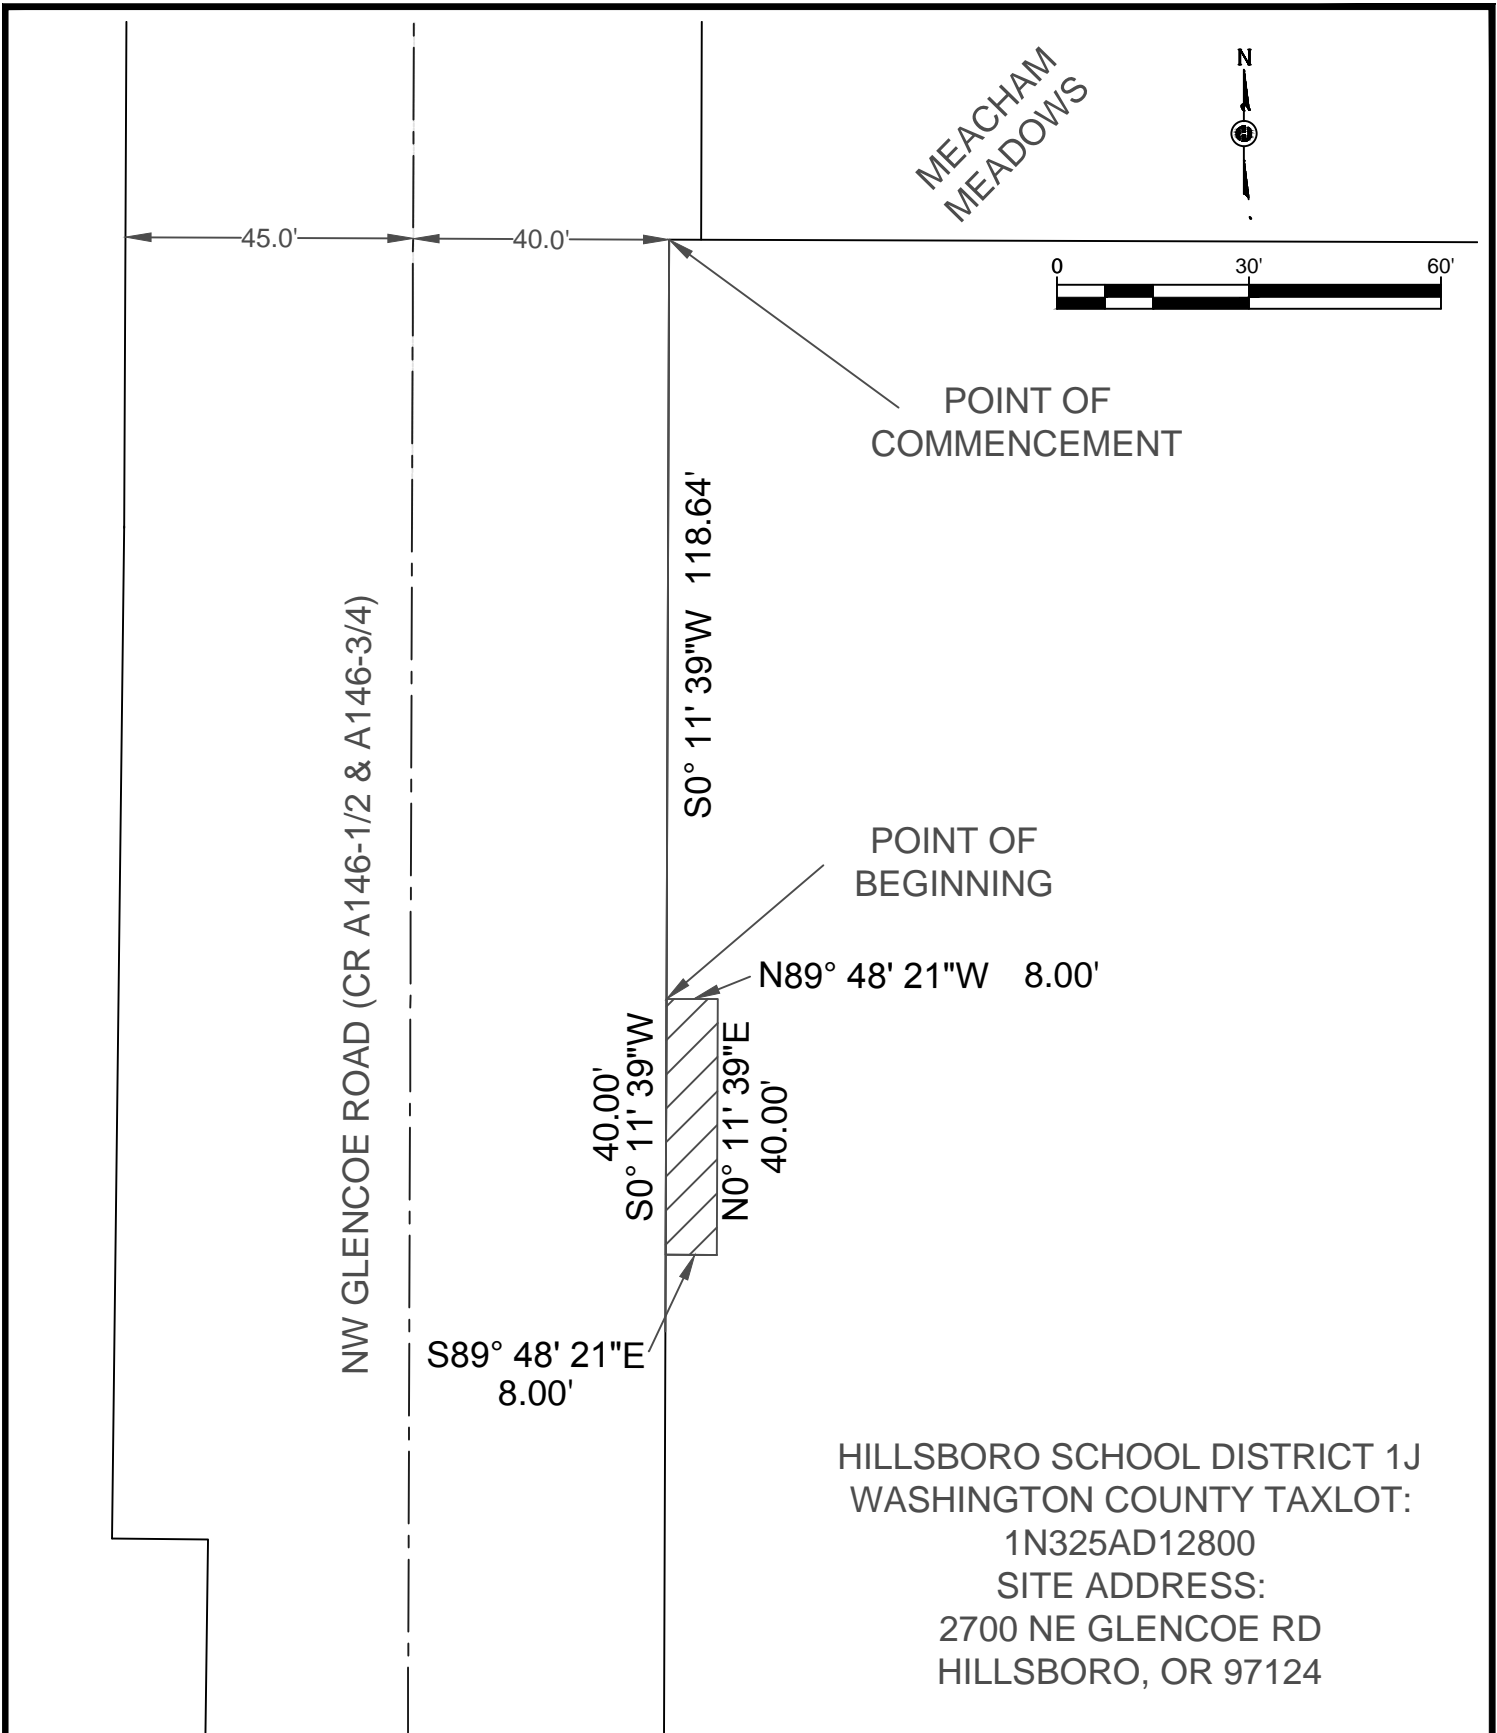 MEACHAM
MEADOWS
N
45.0'
40.0'
0 30' 60'
POINT OF
COMMENCEMENT
S0° 11' 39"W 118.64'
NW GLENCOE ROAD (CR A146-1/2 & A146-3/4)
POINT OF
BEGINNING
N89° 48' 21"W 8.00'
40.00'
S0° 11' 39"W
N0° 11' 39"E
40.00'
S89° 48' 21"E
8.00'
HILLSBORO SCHOOL DISTRICT 1J
WASHINGTON COUNTY TAXLOT:
1N325AD12800
SITE ADDRESS:
2700 NE GLENCOE RD
HILLSBORO, OR 97124